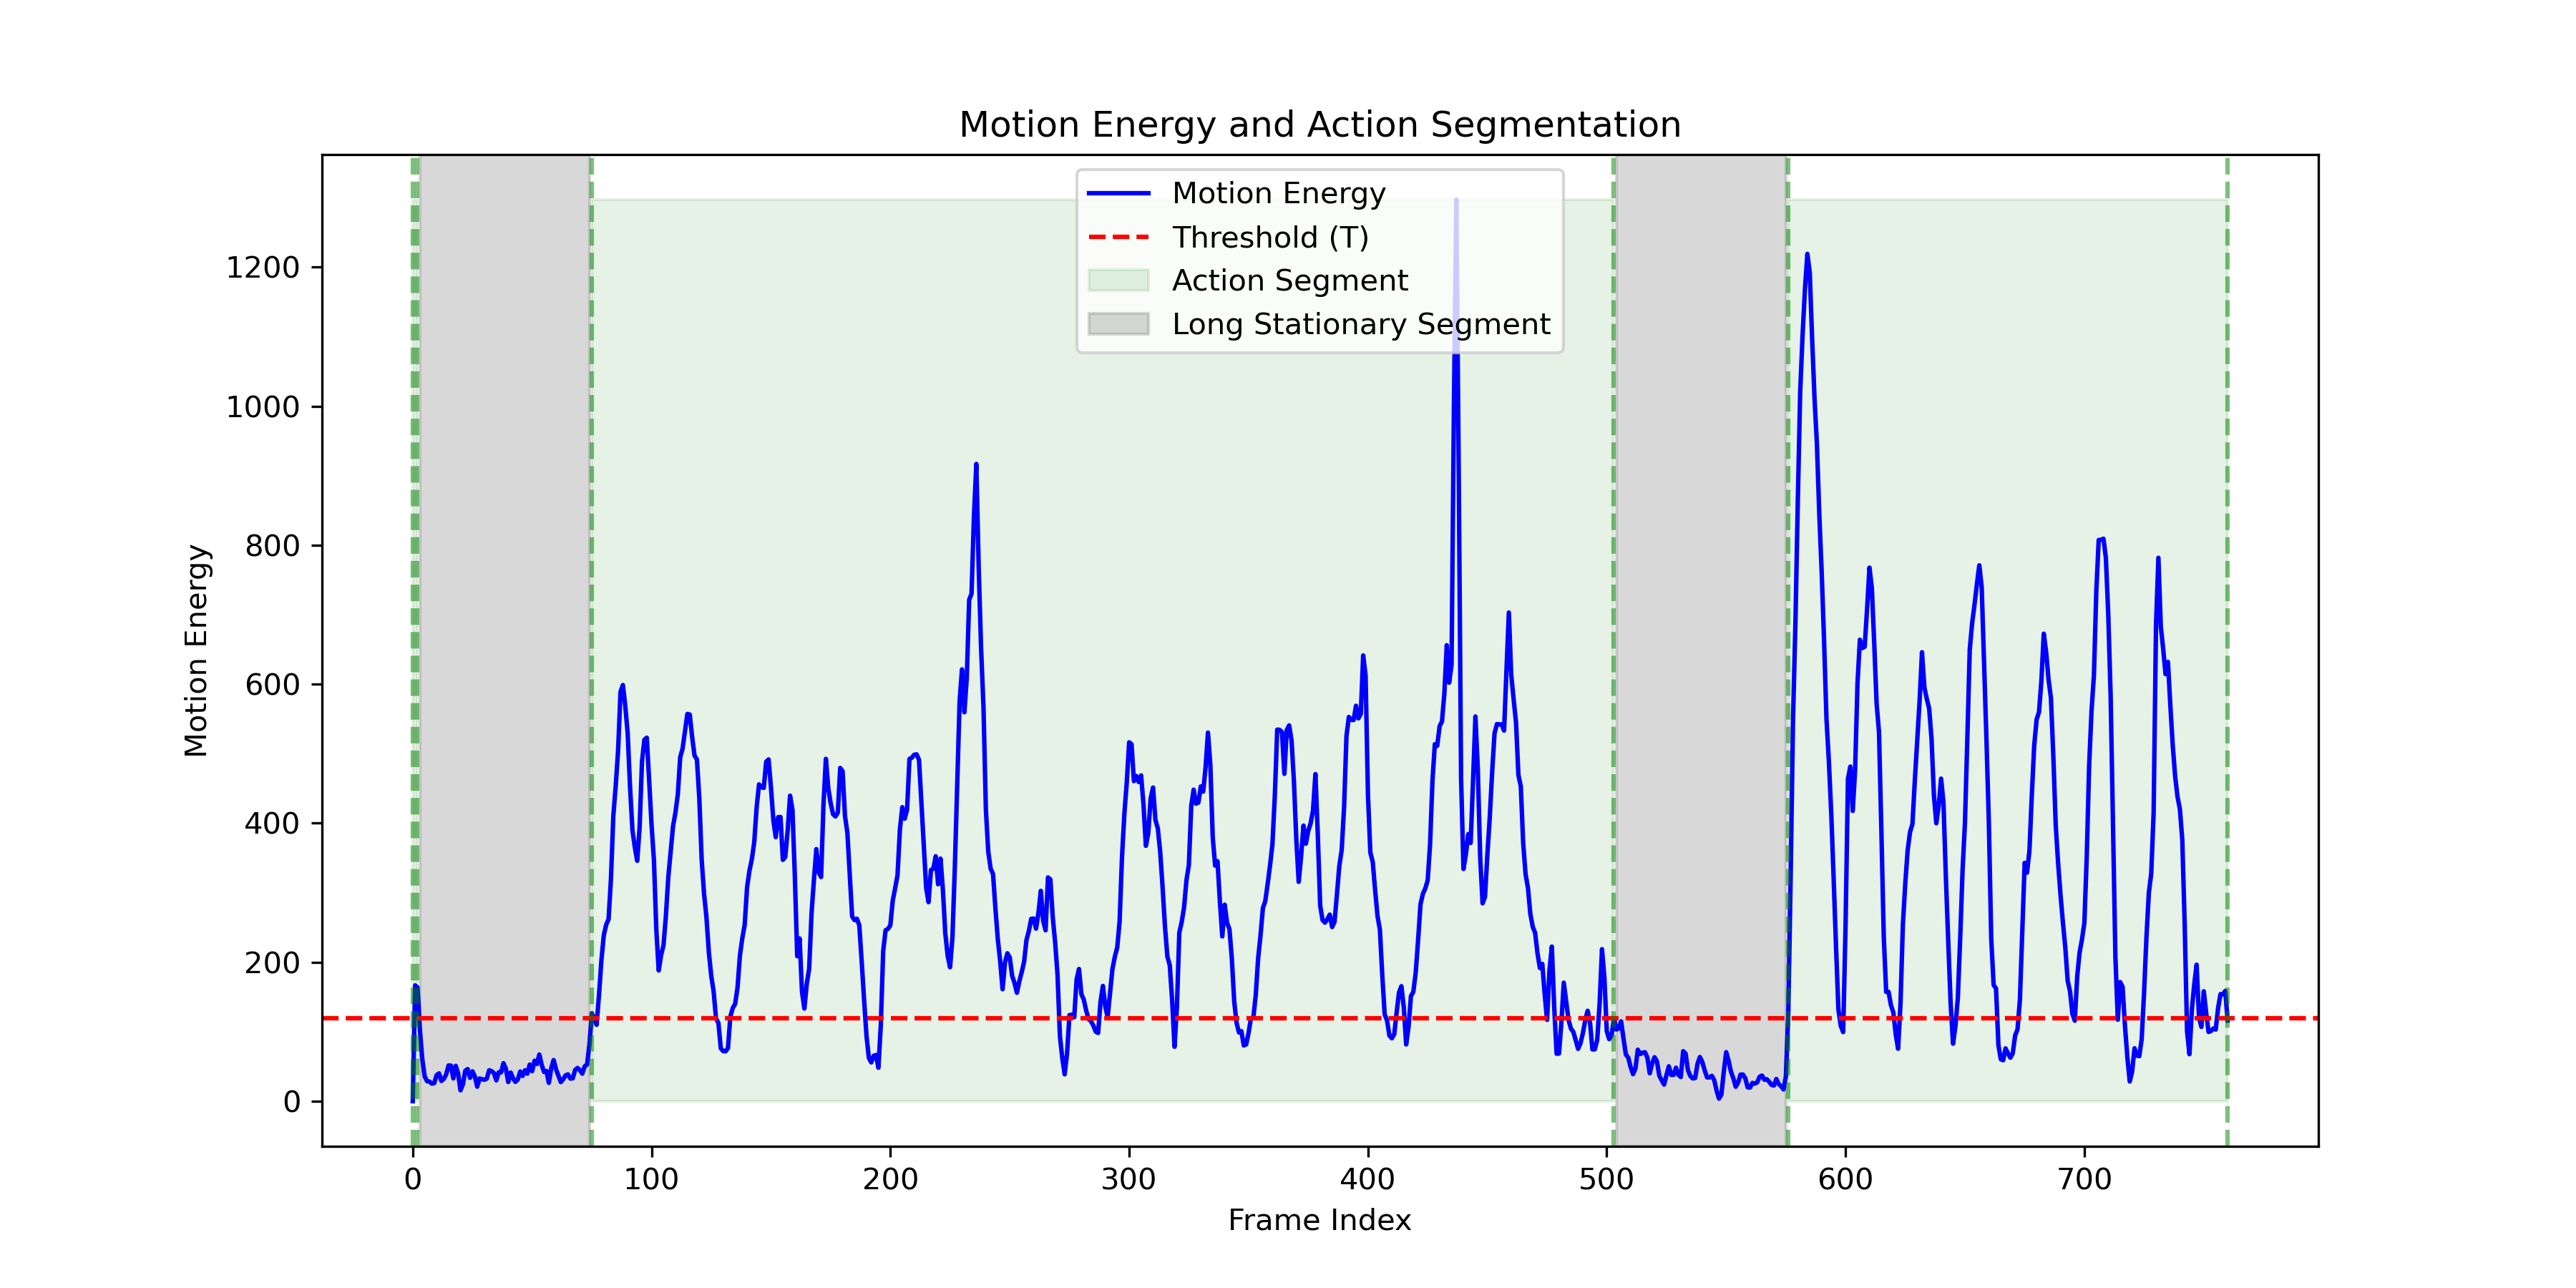 Motion Energy and Action Segmentation
Motion Energy
Threshold (T)
Action Segment
Long Stationary Segment
Motion Energy
1200
1000
800
600
400
200
0
0 100 200 300 400 500 600 700
Frame Index